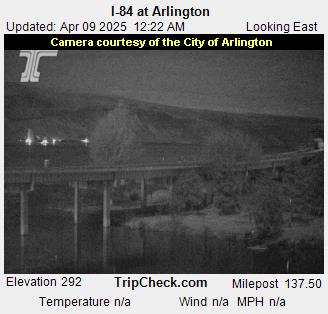 I-84 at Arlington
Updated: Apr 09 2025 12:22 AM Looking East
Camera courtesy of the City of Arlington
Elevation 292 TripCheck.com Milepost 137.50
Temperature n/a Wind n/a MPH n/a